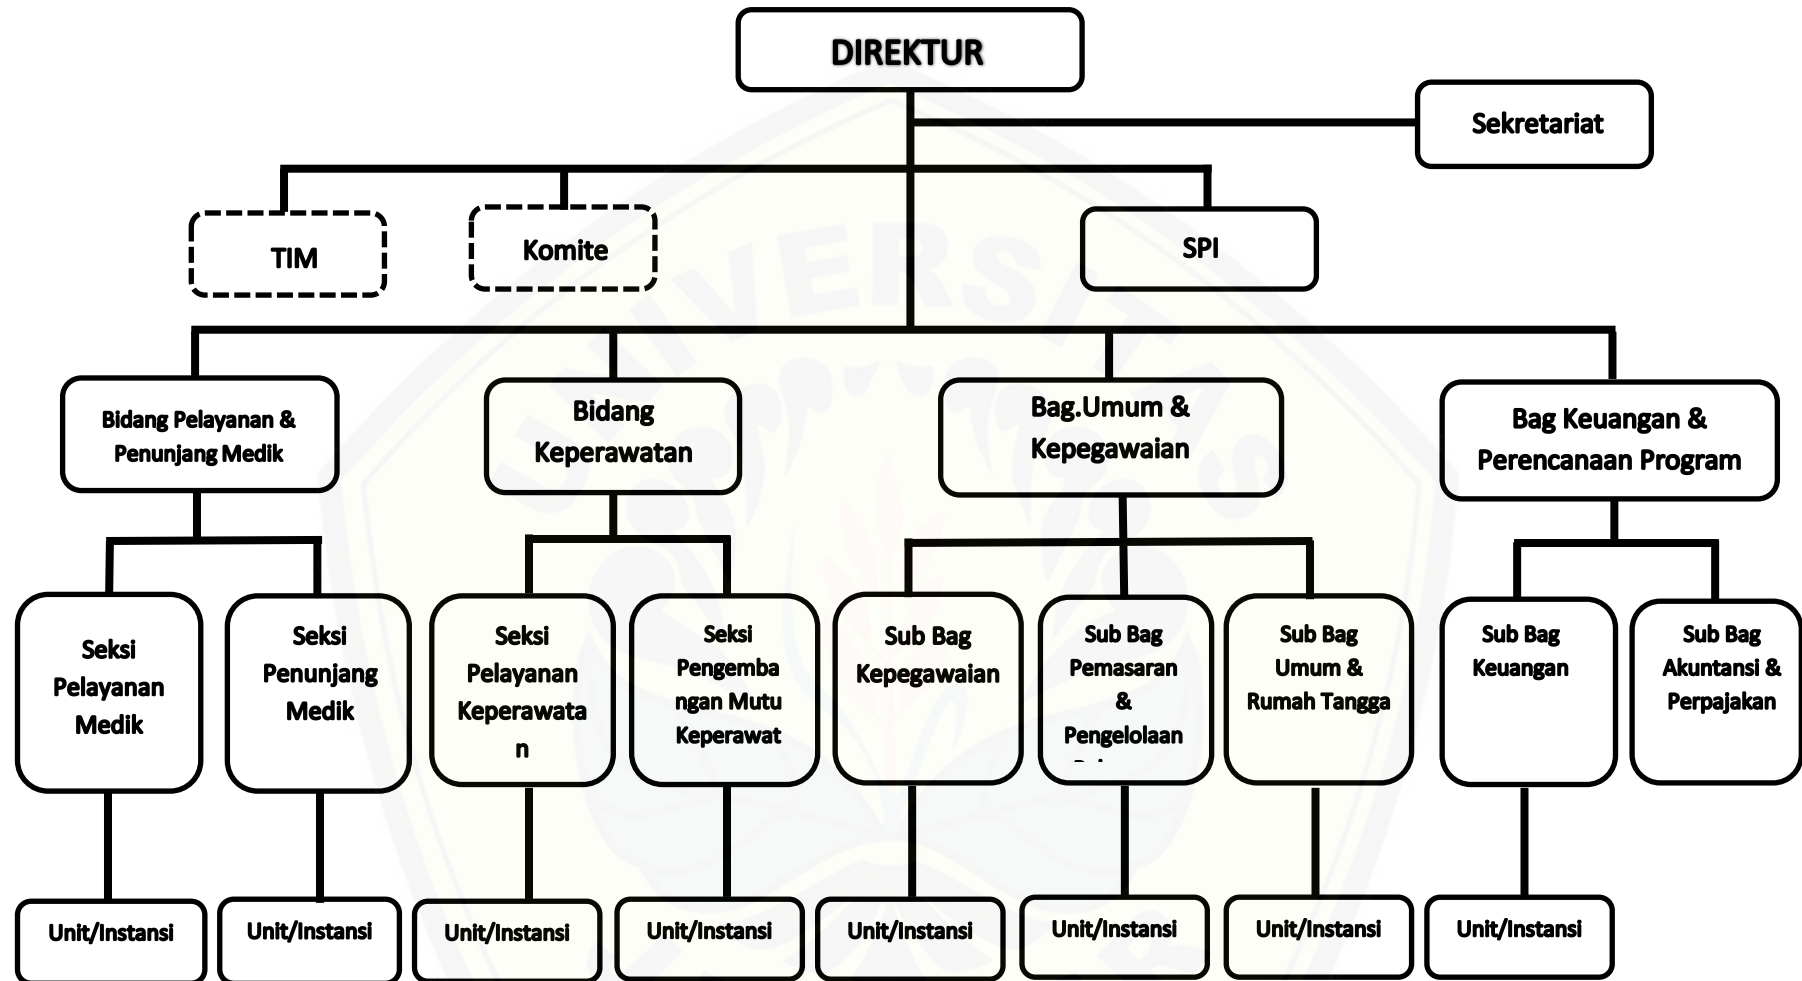 DIREKTUR
Sekretariat
TIM
Komite
SPI
Bidang Pelayanan &
Penunjang Medik
Bidang
Keperawatan
Bag.Umum &
Kepegawaian
Bag Keuangan &
Perencanaan Program
Seksi
Pelayanan
Medik
Seksi
Penunjang
Medik
Seksi
Pelayanan
Keperawata
n
Seksi
Pengemba
ngan Mutu
Keperawat
Sub Bag
Kepegawaian
Sub Bag
Pemasaran
&
Pengelolaan
Sub Bag
Umum &
Rumah Tangga
Sub Bag
Keuangan
Sub Bag
Akuntansi &
Perpajakan
Unit/Instansi
Unit/Instansi
Unit/Instansi
Unit/Instansi
Unit/Instansi
Unit/Instansi
Unit/Instansi
Unit/Instansi
UNIVERSITAS